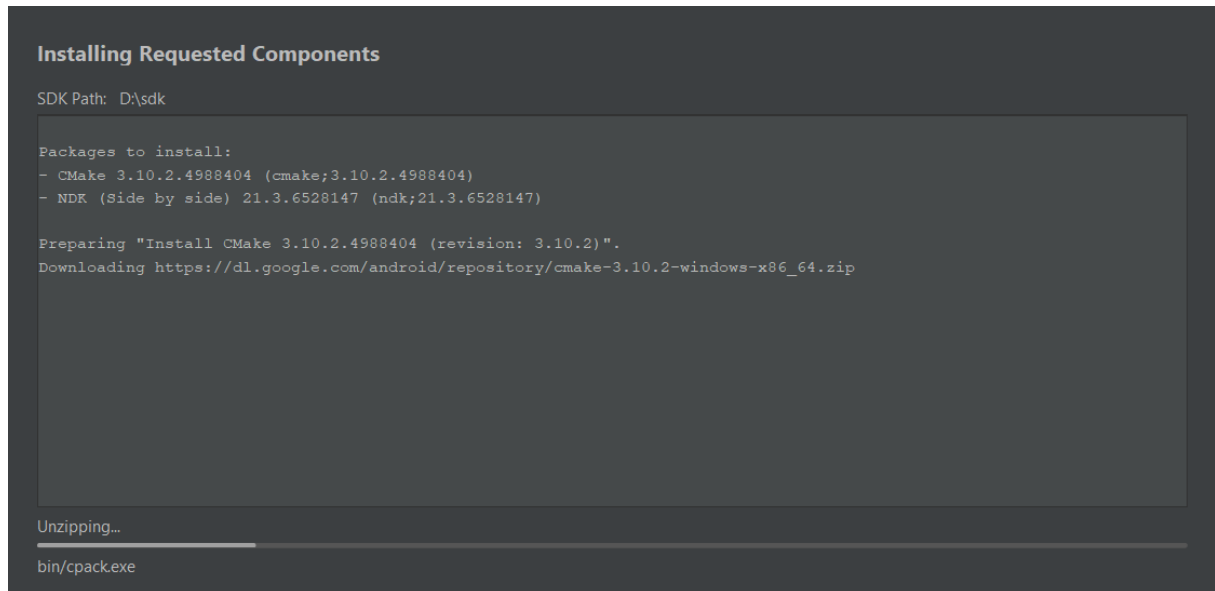 Installing Requested Components
SDK Path: D:\sdk
Packages to install:
- CMake 3.10.2.4988404 (cmake;3.10.2.4988404)
- NDK (Side by side) 21.3.6528147 (ndk;21.3.6528147)
Preparing "Install CMake 3.10.2.4988404 (revision: 3.10.2)".
Downloading https://dl.google.com/android/repository/cmake-3.10.2-windows-x86_64.zip
Unzipping...
bin/cpack.exe